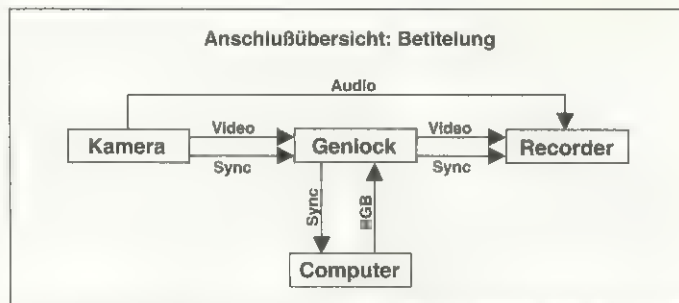 Anschlußübersicht: Betitelung
Audio
Video
Video
Kamera
Genlock
Recorder
Sync
Sync
Sync
RGB
Computer